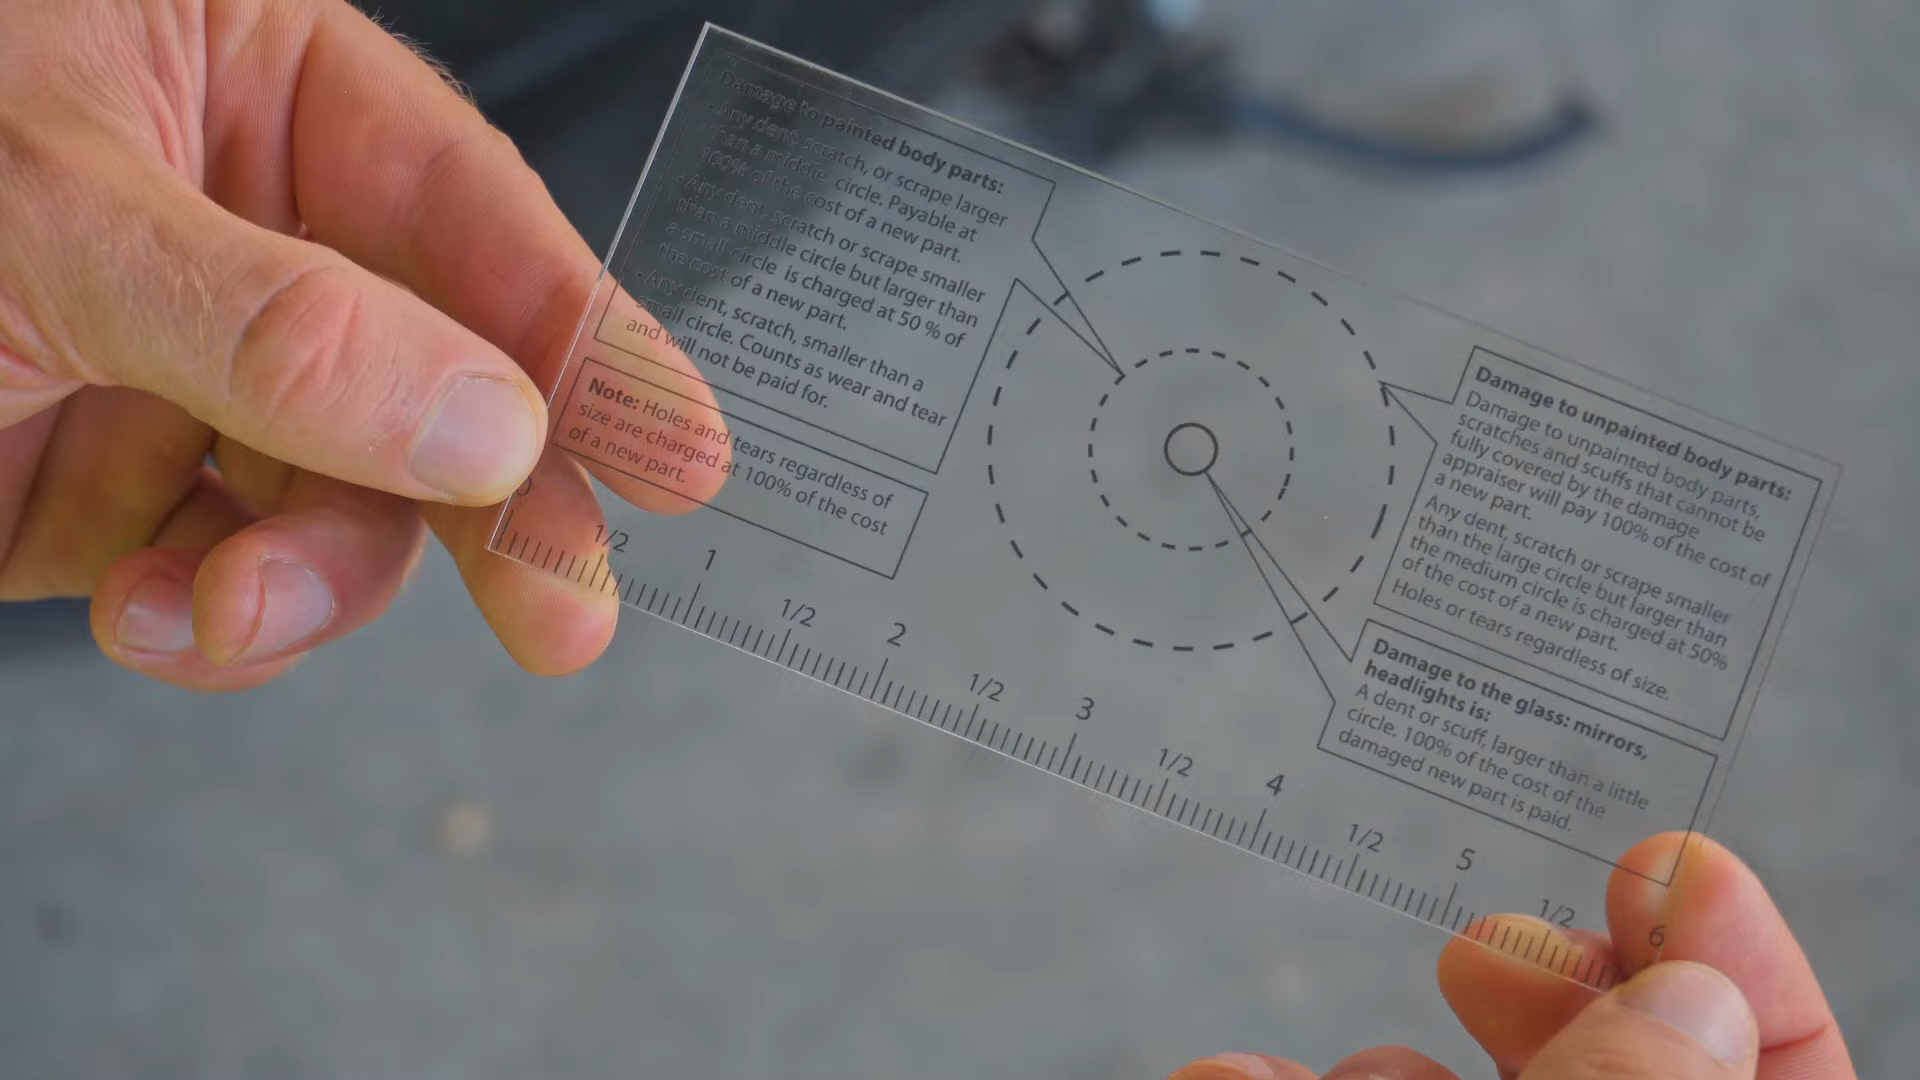 Damage to painted body parts:
• Any dent, scratch, or scrape larger
than a middle circle. Payable at
100% of the cost of a new part.
• Any dent, scratch or scrape smaller
than a middle circle but larger than
a small circle is charged at 50 % of
the cost of a new part.
• Any dent, scratch, smaller than a
small circle. Counts as wear and tear
and will not be paid for.
Note: Holes and tears regardless of
size are charged at 100% of the cost
of a new part.
Damage to unpainted body parts:
Damage to unpainted body parts,
scratches and scuffs that cannot be
fully covered by the damage
appraiser will pay 100% of the cost of
a new part.
Any dent, scratch or scrape smaller
than the large circle but larger than
the medium circle is charged at 50%
of the cost of a new part.
Holes or tears regardless of size.
Damage to the glass: mirrors,
headlights is:
A dent or scuff, larger than a little
circle. 100% of the cost of the
damaged new part is paid.
0 1/2 1 1/2 2 1/2 3 1/2 4 1/2 5 1/2 6